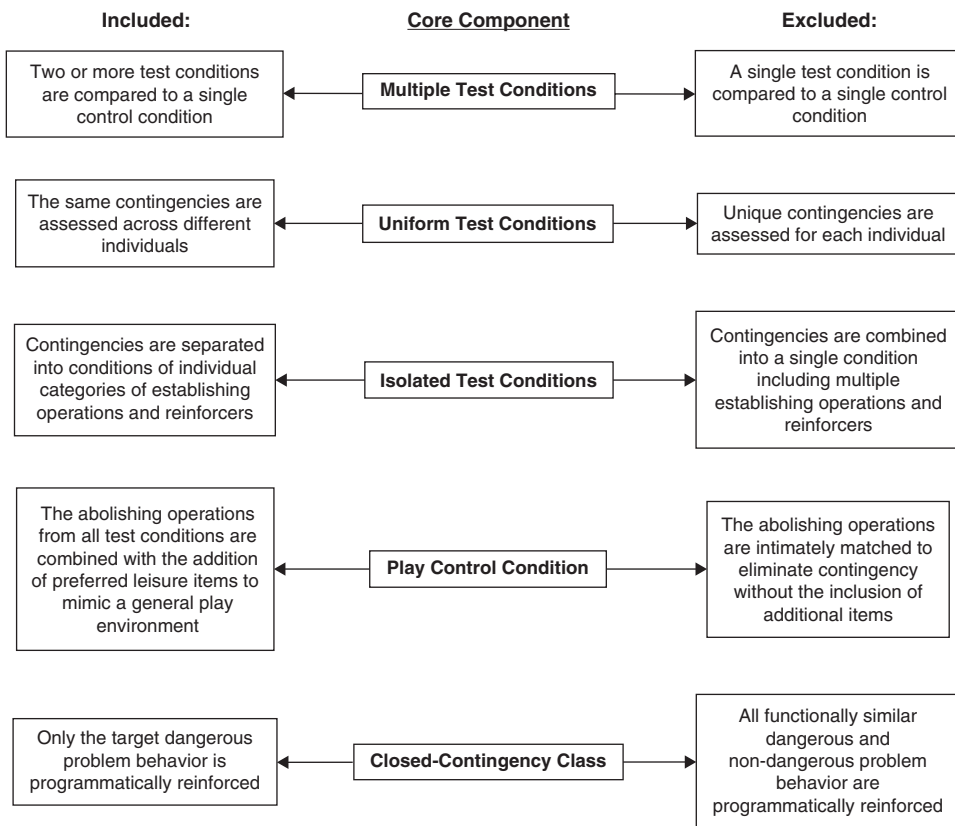 Included:
Core Component
Excluded:
Two or more test conditions
are compared to a single
control condition
Multiple Test Conditions
A single test condition is
compared to a single control
condition
The same contingencies are
assessed across different
individuals
Uniform Test Conditions
Unique contingencies are
assessed for each individual
Contingencies are separated
into conditions of individual
categories of establishing
operations and reinforcers
Isolated Test Conditions
Contingencies are combined
into a single condition
including multiple
establishing operations and
reinforcers
The abolishing operations
from all test conditions are
combined with the addition
of preferred leisure items to
mimic a general play
environment
Play Control Condition
The abolishing operations
are intimately matched to
eliminate contingency
without the inclusion of
additional items
Only the target dangerous
problem behavior is
programmatically reinforced
Closed-Contingency Class
All functionally similar
dangerous and
non-dangerous problem
behavior are
programmatically reinforced